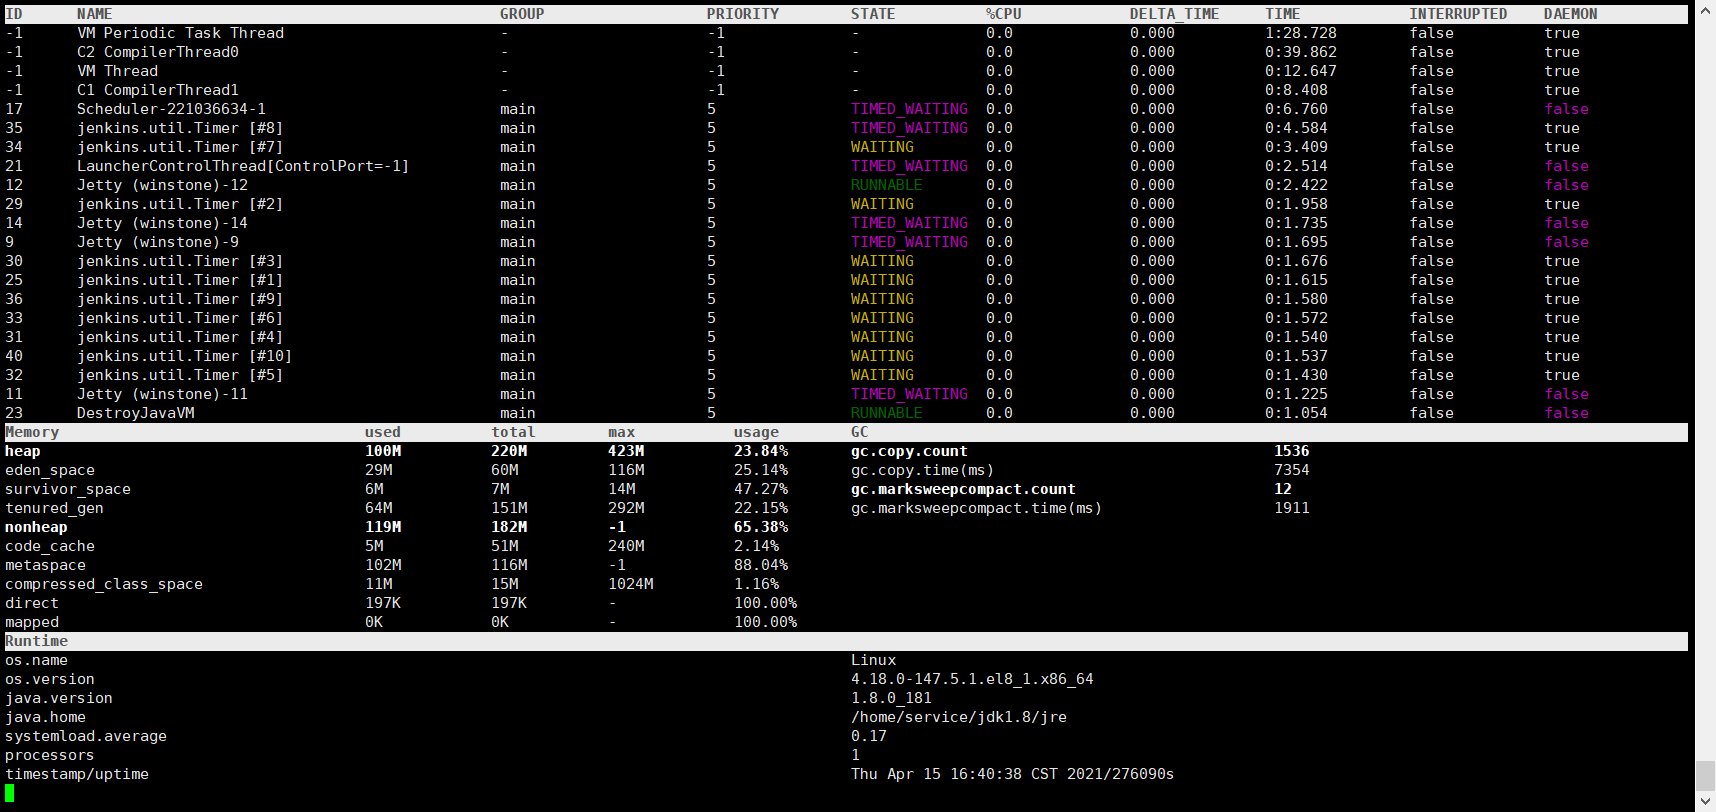 ID NAME GROUP PRIORITY STATE %CPU DELTA_TIME TIME INTERRUPTED DAEMON
-1 VM Periodic Task Thread - -1 - 0.0 0.000 1:28.728 false true
-1 C2 CompilerThread0 - -1 - 0.0 0.000 0:39.862 false true
-1 VM Thread - -1 - 0.0 0.000 0:12.647 false true
-1 C1 CompilerThread1 - -1 - 0.0 0.000 0:8.408 false true
17 Scheduler-221036634-1 main 5 TIMED_WAITING 0.0 0.000 0:6.760 false false
35 jenkins.util.Timer [#8] main 5 TIMED_WAITING 0.0 0.000 0:4.584 false true
34 jenkins.util.Timer [#7] main 5 WAITING 0.0 0.000 0:3.409 false true
21 LauncherControlThread[ControlPort=-1] main 5 TIMED_WAITING 0.0 0.000 0:2.514 false false
12 Jetty (winstone)-12 main 5 RUNNABLE 0.0 0.000 0:2.422 false false
29 jenkins.util.Timer [#2] main 5 WAITING 0.0 0.000 0:1.958 false true
14 Jetty (winstone)-14 main 5 TIMED_WAITING 0.0 0.000 0:1.735 false false
9 Jetty (winstone)-9 main 5 TIMED_WAITING 0.0 0.000 0:1.695 false false
30 jenkins.util.Timer [#3] main 5 WAITING 0.0 0.000 0:1.676 false true
25 jenkins.util.Timer [#1] main 5 WAITING 0.0 0.000 0:1.615 false true
36 jenkins.util.Timer [#9] main 5 WAITING 0.0 0.000 0:1.580 false true
33 jenkins.util.Timer [#6] main 5 WAITING 0.0 0.000 0:1.572 false true
31 jenkins.util.Timer [#4] main 5 WAITING 0.0 0.000 0:1.540 false true
40 jenkins.util.Timer [#10] main 5 WAITING 0.0 0.000 0:1.537 false true
32 jenkins.util.Timer [#5] main 5 WAITING 0.0 0.000 0:1.430 false true
11 Jetty (winstone)-11 main 5 TIMED_WAITING 0.0 0.000 0:1.225 false false
23 DestroyJavaVM main 5 RUNNABLE 0.0 0.000 0:1.054 false false
Memory used total max usage GC
heap 100M 220M 423M 23.84% gc.copy.count 1536
eden_space 29M 60M 116M 25.14% gc.copy.time(ms) 7354
survivor_space 6M 7M 14M 47.27% gc.marksweepcompact.count 12
tenured_gen 64M 151M 292M 22.15% gc.marksweepcompact.time(ms) 1911
nonheap 119M 182M -1 65.38%
code_cache 5M 51M 240M 2.14%
metaspace 102M 116M -1 88.04%
compressed_class_space 11M 15M 1024M 1.16%
direct 197K 197K - 100.00%
mapped 0K 0K - 100.00%
Runtime
os.name Linux
os.version 4.18.0-147.5.1.el8_1.x86_64
java.version 1.8.0_181
java.home /home/service/jdk1.8/jre
systemload.average 0.17
processors 1
timestamp/uptime Thu Apr 15 16:40:38 CST 2021/276090s